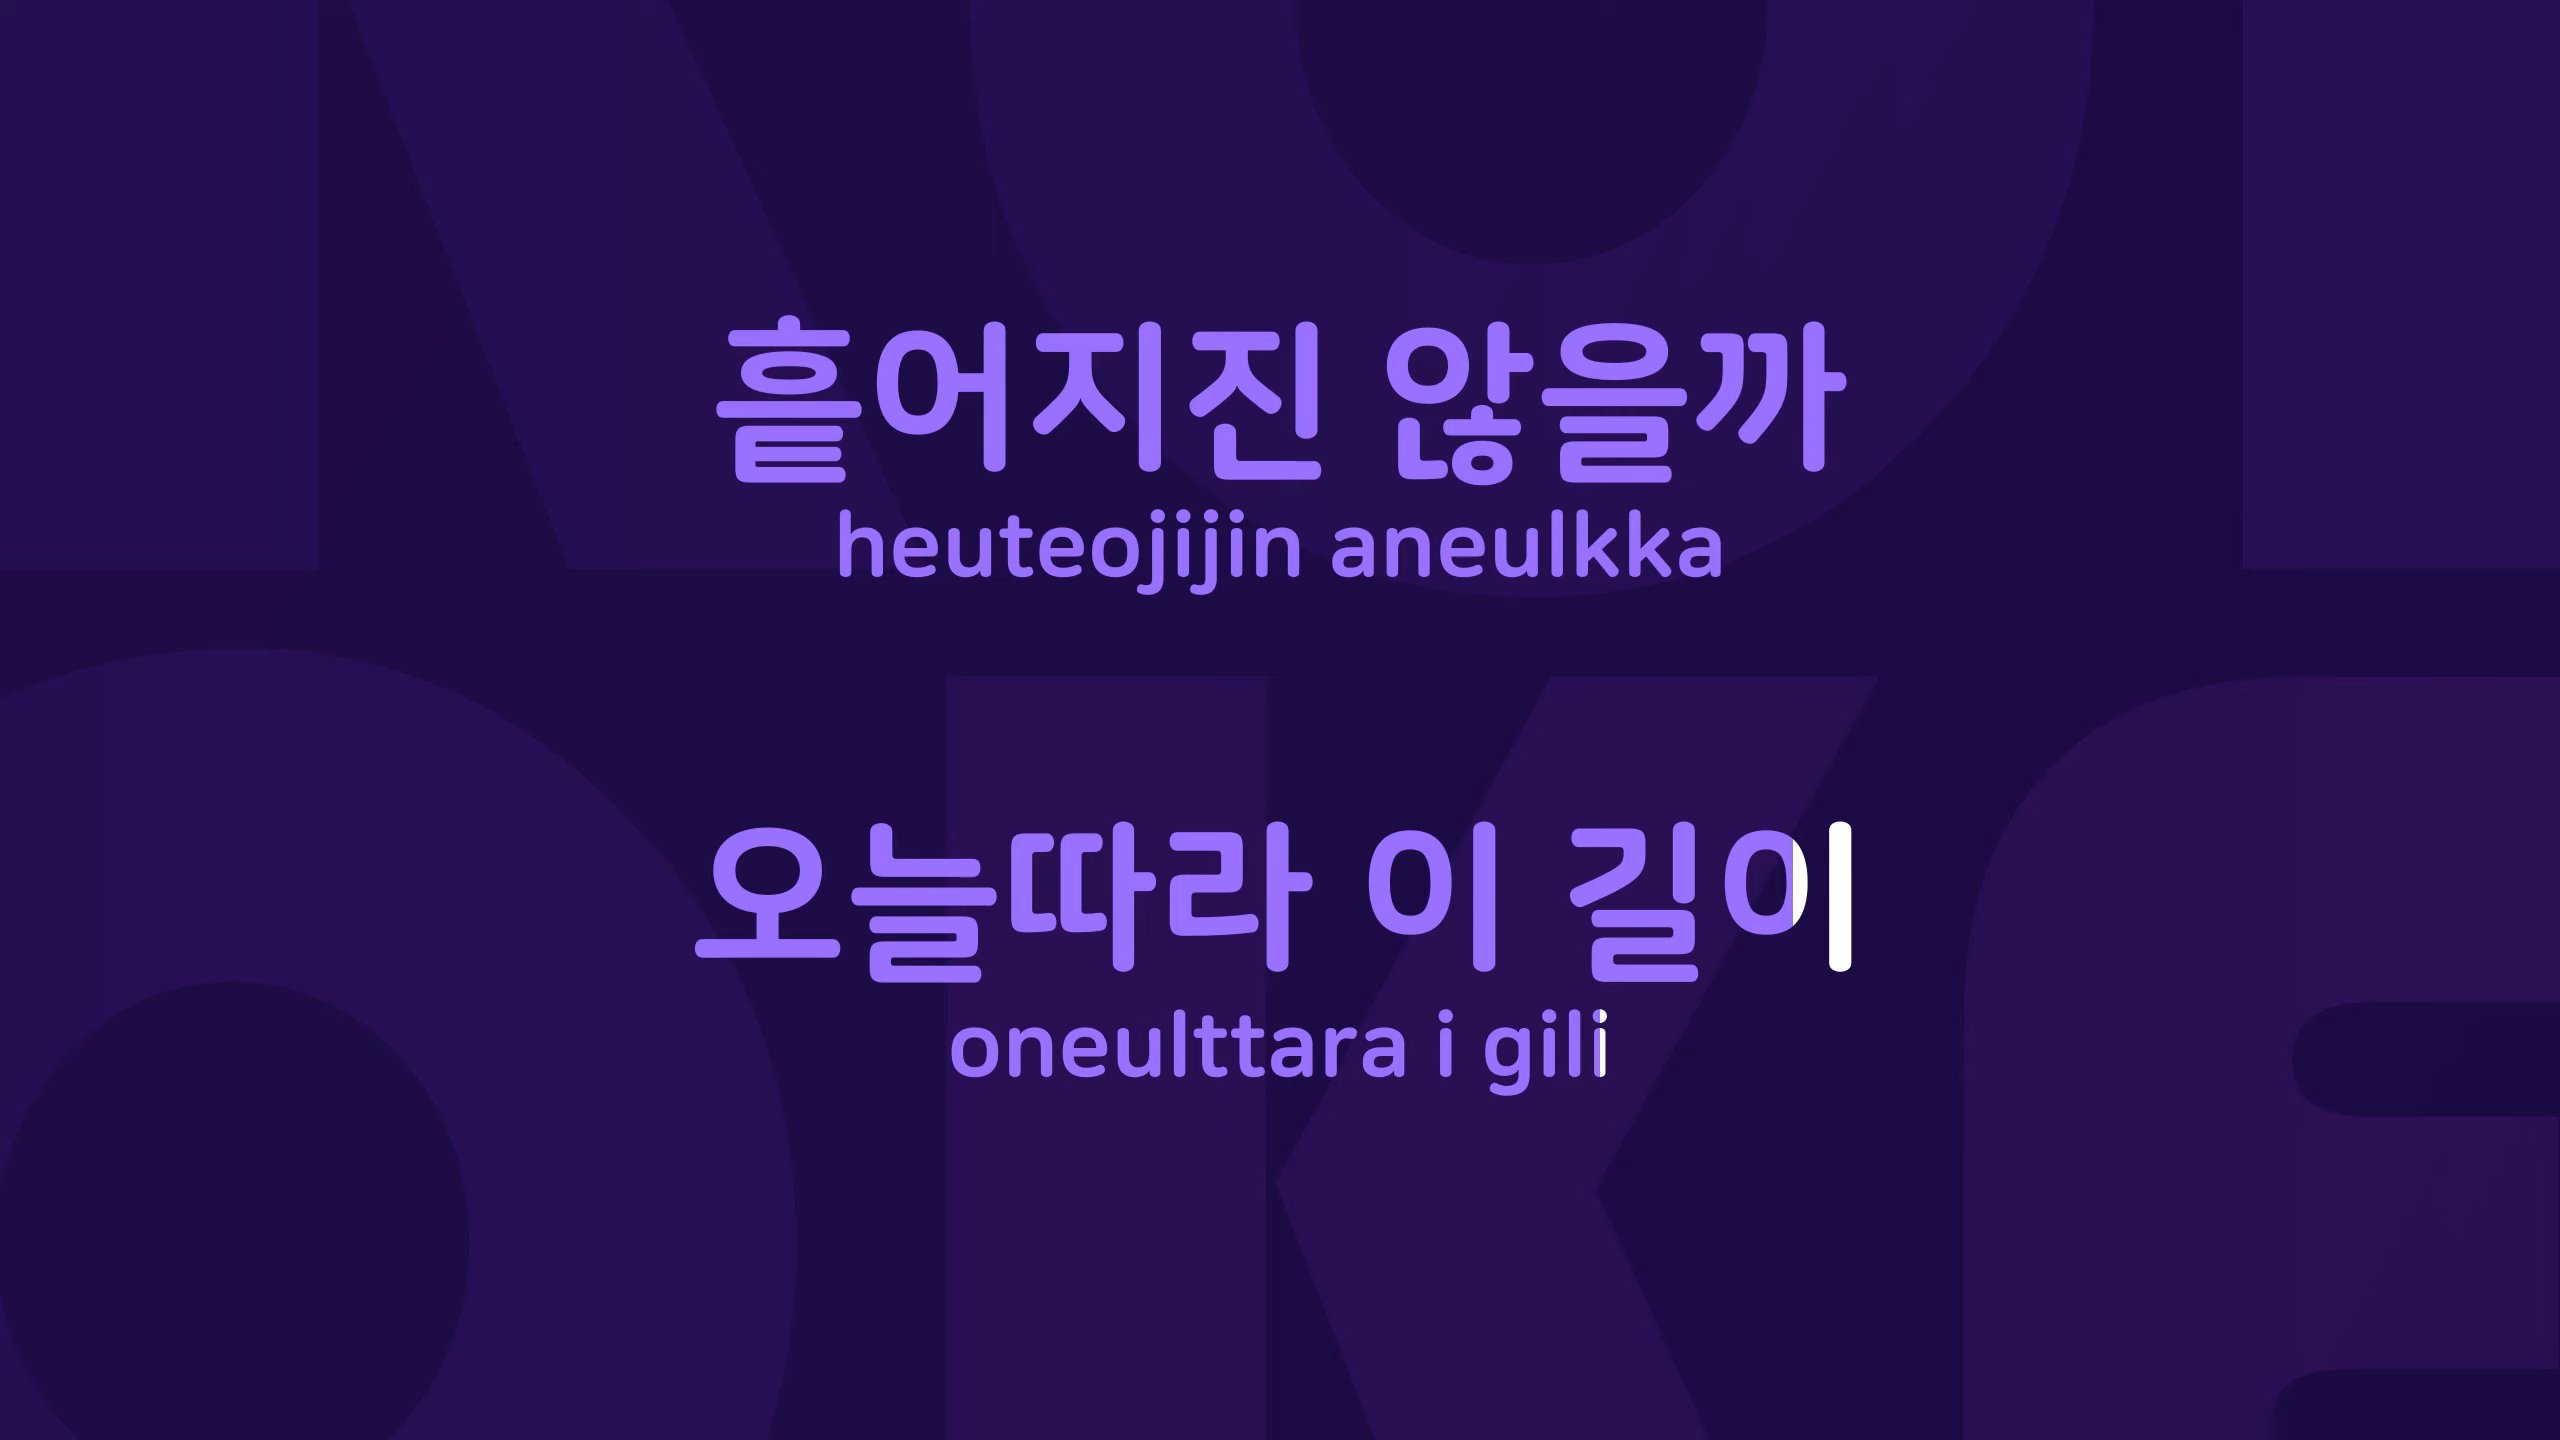 흩어지진 않을까
heuteojijin aneulkka
오늘따라 이 길이
oneulttara i gili